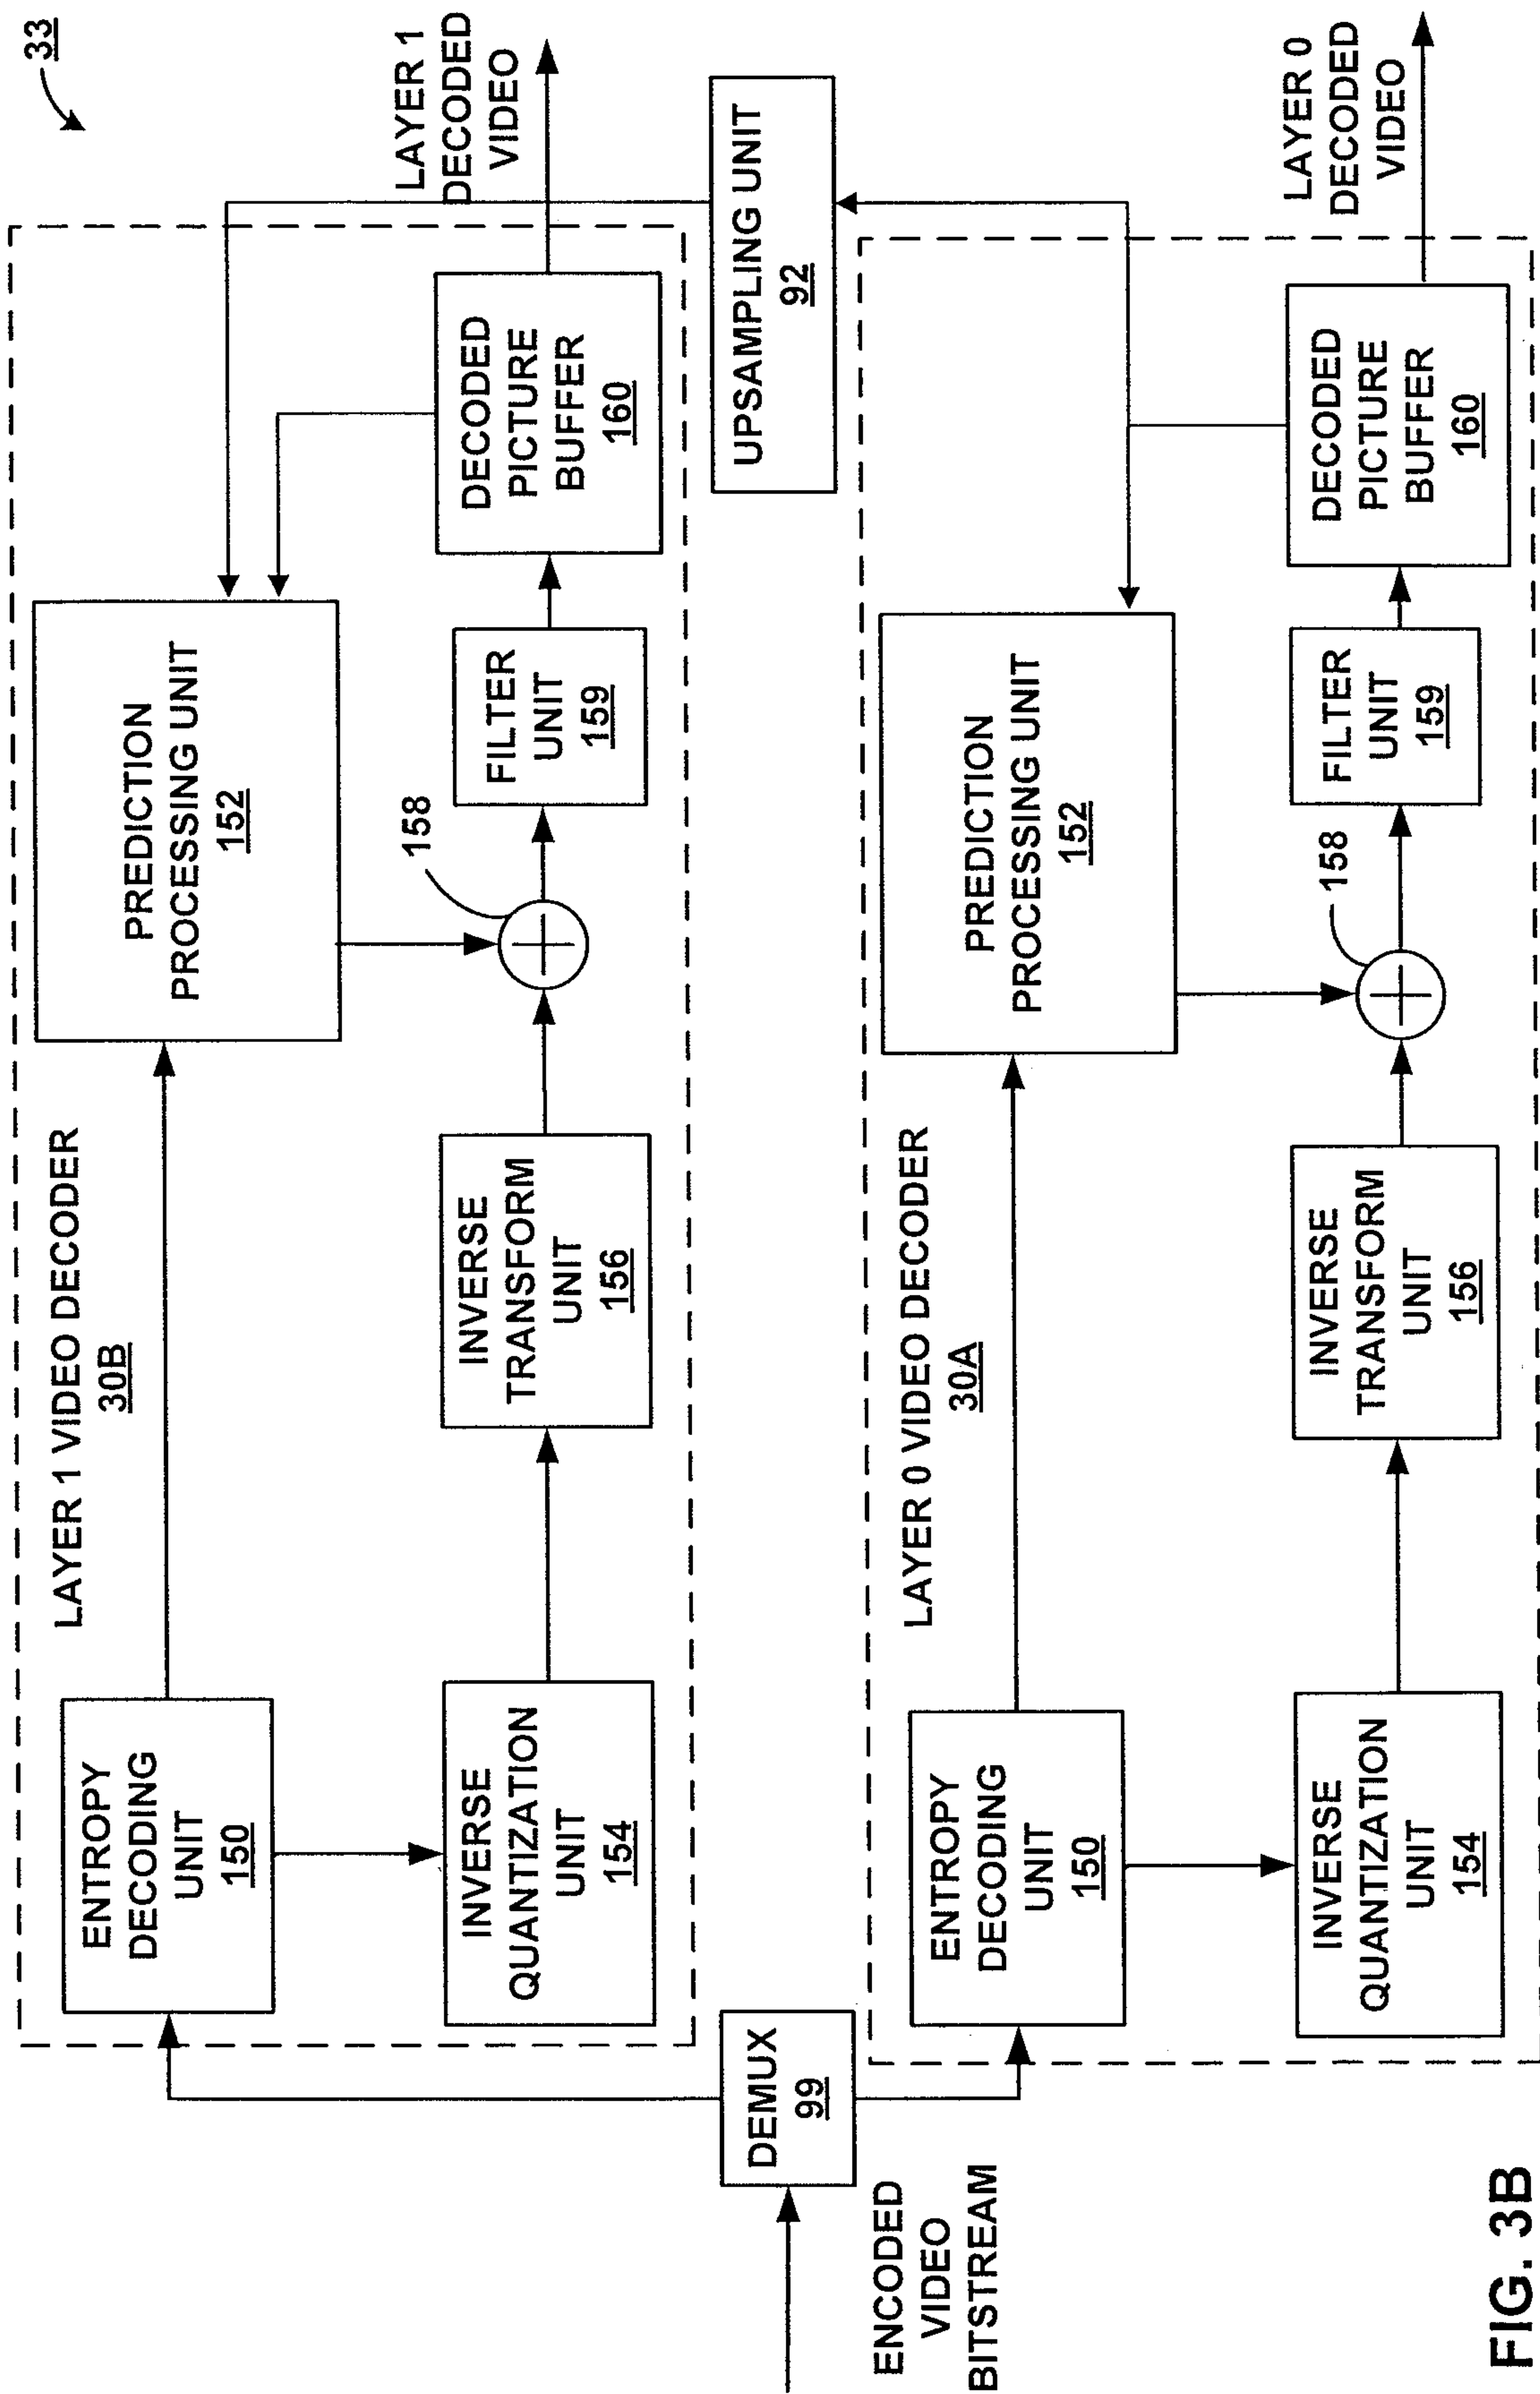 33
LAYER 1 VIDEO DECODER
30B
ENTROPY
DECODING
UNIT
150
PREDICTION
PROCESSING UNIT
152
LAYER 1
DECODED
VIDEO
INVERSE
QUANTIZATION
UNIT
154
INVERSE
TRANSFORM
UNIT
156
158
FILTER
UNIT
159
DECODED
PICTURE
BUFFER
160
ENCODED
VIDEO
BITSTREAM
DEMUX
99
UPSAMPLING UNIT
92
LAYER 0 VIDEO DECODER
30A
ENTROPY
DECODING
UNIT
150
PREDICTION
PROCESSING UNIT
152
INVERSE
QUANTIZATION
UNIT
154
INVERSE
TRANSFORM
UNIT
156
158
FILTER
UNIT
159
DECODED
PICTURE
BUFFER
160
LAYER 0
DECODED
VIDEO
FIG. 3B